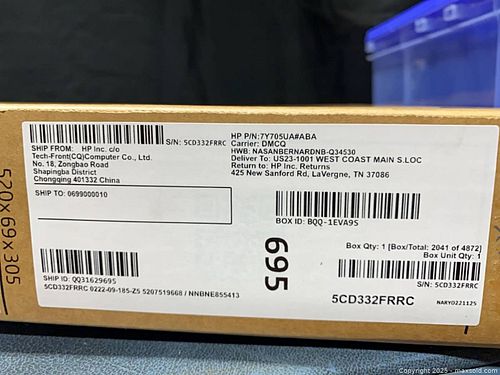 S/N: 5CD332FRRC
SHIP FROM: HP Inc. c/o
Tech-Front(CQ)Computer Co., Ltd.
No. 18, Zongbao Road
Shapingba District
Chongqing 401332 China
HP P/N:7Y705UA#ABA
Carrier: DMCQ
HWB: NASANBERNARDNB-Q34530
Deliver To: US23-1001 WEST COAST MAIN S.LOC
Return to: HP Inc. Returns
425 New Sanford Rd, LaVergne, TN 37086
SHIP TO: 0699000010
BOX ID: BQQ-1EVA9S
695
Box Qty: 1 [Box/Total: 2041 of 4872]
Box Unit Qty: 1
S/N: 5CD332FRRC
SHIP ID: QQ31629695
5CD332FRRC 0222-09-185-Z5 5207519668 / NNBNE855413
5CD332FRRC
NARYO221125
520x69x305
Copyright 2025 - maxsold.com